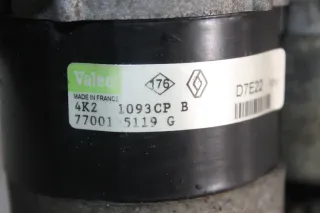 Valeo 176 D7E22
MADE IN FRANCE
4K2 1093CP B
77001 5119 G